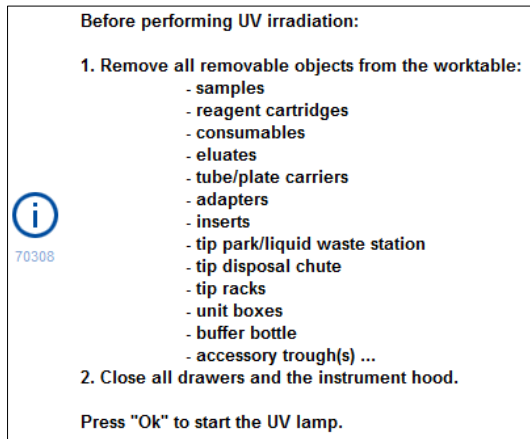 Before performing UV irradiation:
1. Remove all removable objects from the worktable:
- samples
- reagent cartridges
- consumables
- eluates
- tube/plate carriers
- adapters
- inserts
- tip park/liquid waste station
- tip disposal chute
- tip racks
- unit boxes
- buffer bottle
- accessory trough(s) ...
2. Close all drawers and the instrument hood.
Press "Ok" to start the UV lamp.
i
70308